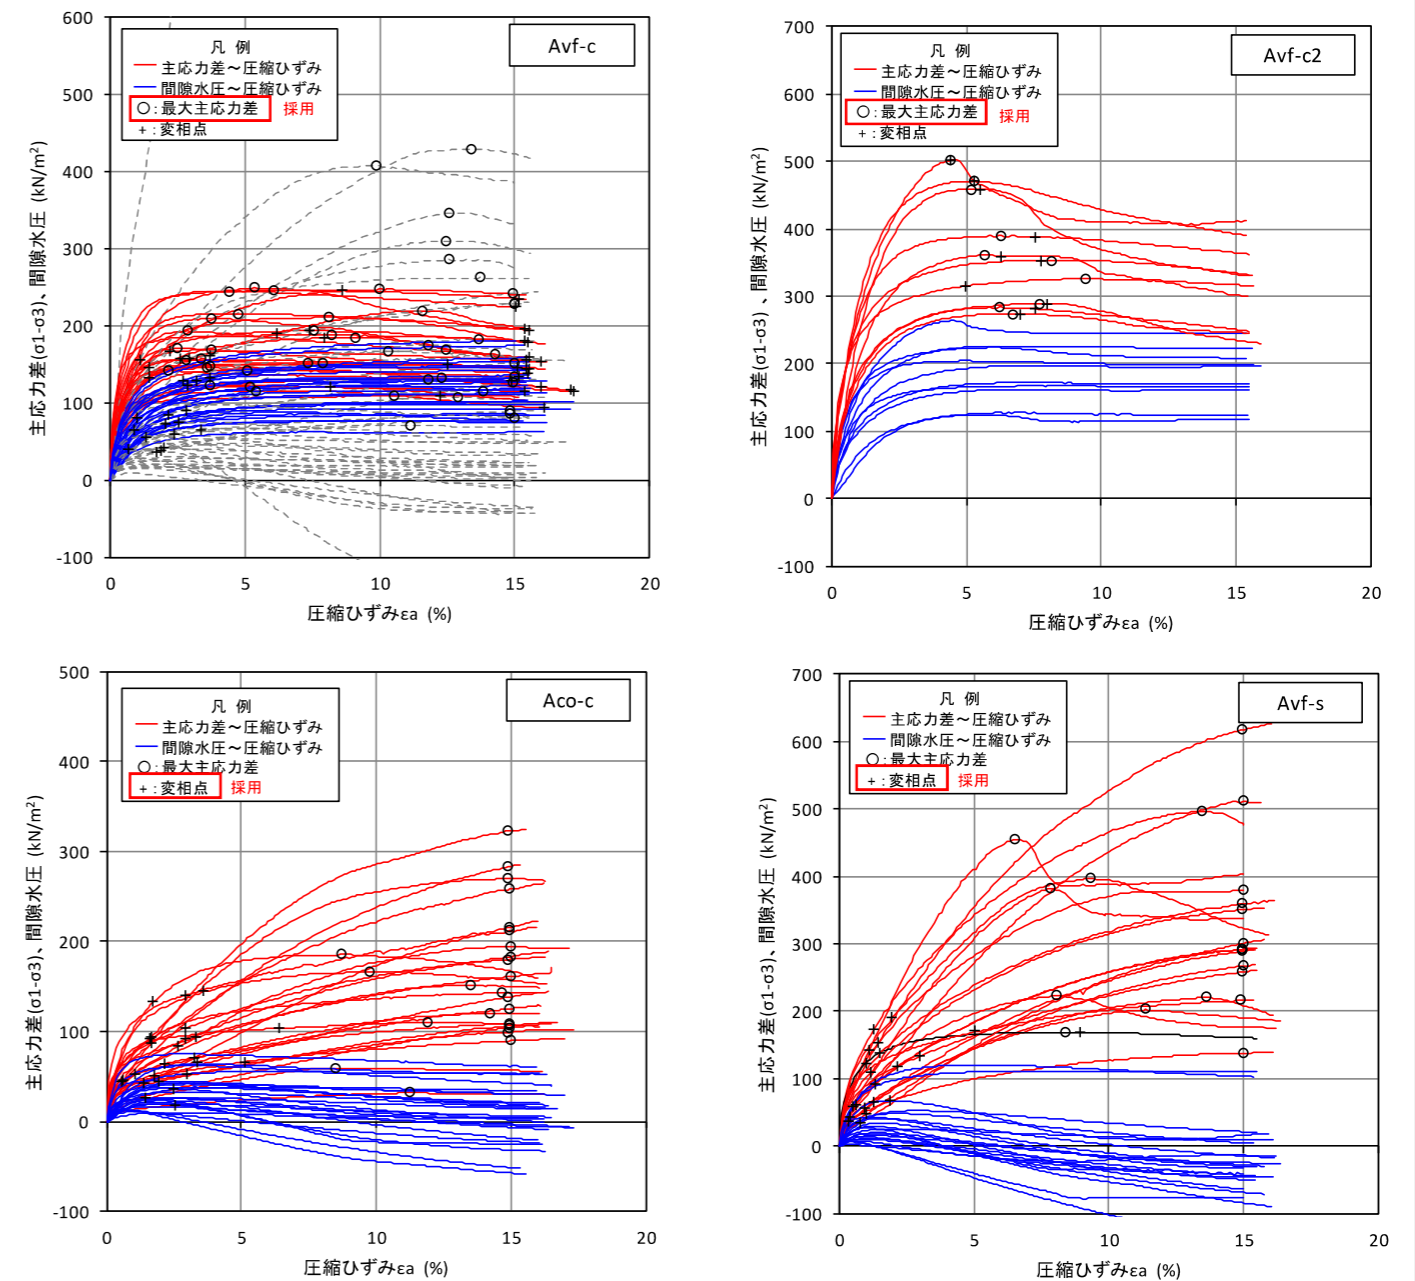 Avf-c
凡 例
主応力差～圧縮ひずみ
間隙水圧～圧縮ひずみ
○:最大主応力差 採用
+:変相点
600
500
400
300
200
100
0
-100
0 5 10 15 20
主応力差(σ1-σ3)、間隙水圧 (kN/m²)
圧縮ひずみεa (%)
Avf-c2
凡 例
主応力差～圧縮ひずみ
間隙水圧～圧縮ひずみ
○:最大主応力差 採用
+:変相点
700
600
500
400
300
200
100
0
-100
0 5 10 15 20
主応力差(σ1-σ3)、間隙水圧 (kN/m²)
圧縮ひずみεa (%)
Aco-c
凡 例
主応力差～圧縮ひずみ
間隙水圧～圧縮ひずみ
○:最大主応力差
+:変相点 採用
500
400
300
200
100
0
-100
0 5 10 15 20
主応力差(σ1-σ3)、間隙水圧 (kN/m²)
圧縮ひずみεa (%)
Avf-s
凡 例
主応力差～圧縮ひずみ
間隙水圧～圧縮ひずみ
○:最大主応力差
+:変相点 採用
700
600
500
400
300
200
100
0
-100
0 5 10 15 20
主応力差(σ1-σ3)、間隙水圧 (kN/m²)
圧縮ひずみεa (%)